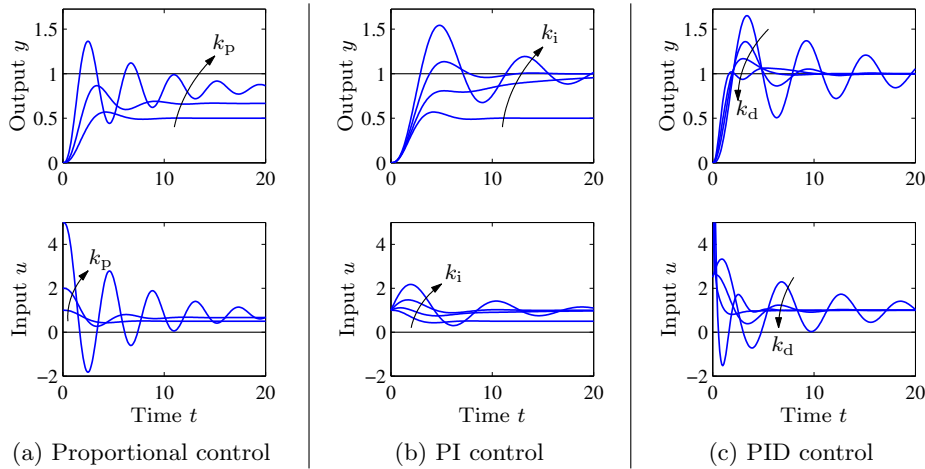 Output y
1.5
1
0.5
0
k_p
0
10
20
Input u
4
2
0
−2
k_p
0
10
20
Time t
(a) Proportional control
Output y
1.5
1
0.5
0
k_i
0
10
20
Input u
4
2
0
−2
k_i
0
10
20
Time t
(b) PI control
Output y
1.5
1
0.5
0
k_d
0
10
20
Input u
4
2
0
−2
k_d
0
10
20
Time t
(c) PID control